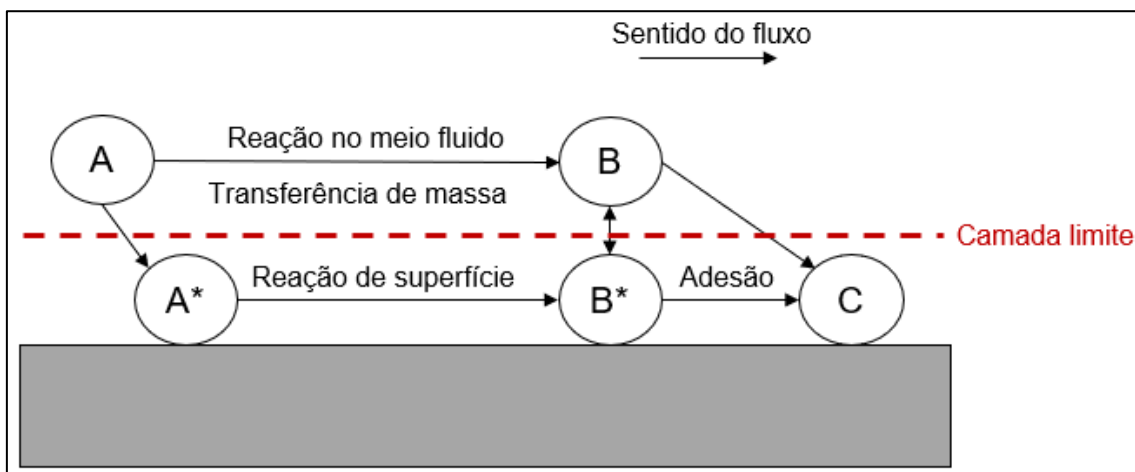 Sentido do fluxo
A
Reação no meio fluido
B
Transferência de massa
Camada limite
A*
Reação de superfície
B*
Adesão
C